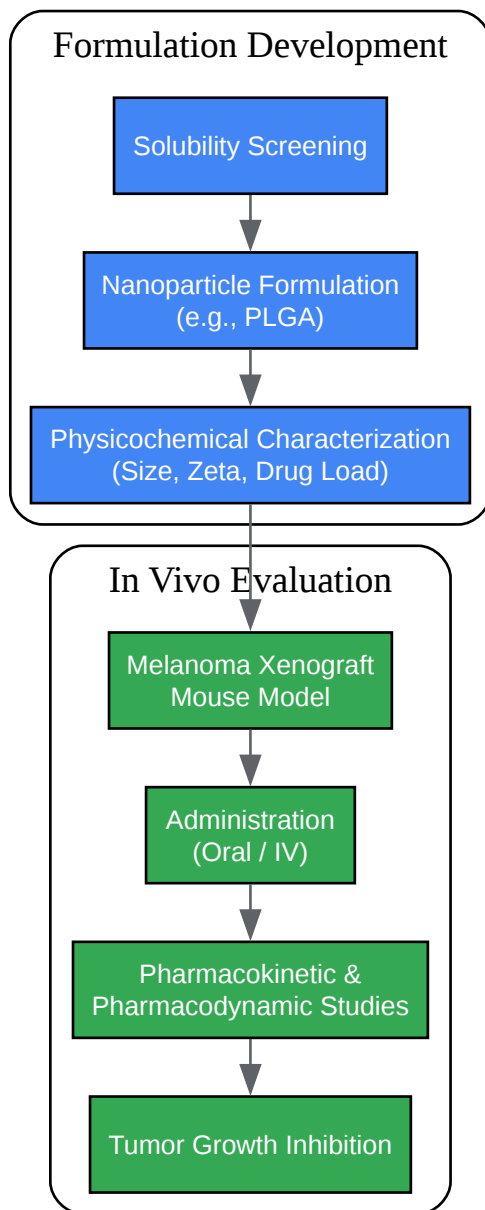 Formulation Development
Solubility Screening
Nanoparticle Formulation
(e.g., PLGA)
Physicochemical Characterization
(Size, Zeta, Drug Load)
In Vivo Evaluation
Melanoma Xenograft
Mouse Model
Administration
(Oral / IV)
Pharmacokinetic &
Pharmacodynamic Studies
Tumor Growth Inhibition